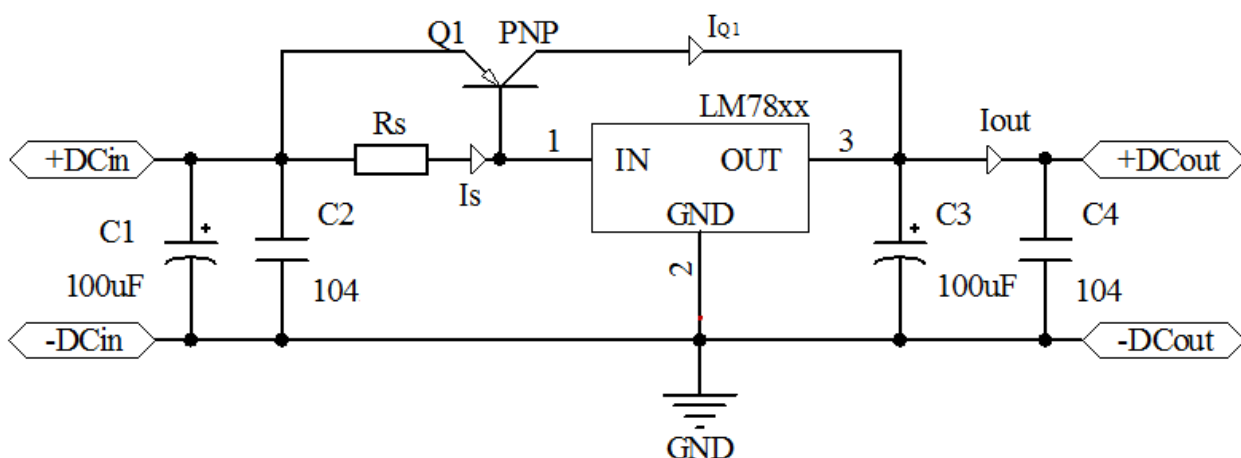 Q1
PNP
IQ1
LM78xx
Rs
Iout
+DCin
1
IN
OUT
3
+DCout
Is
C1
+
C2
GND
C3
+
C4
100uF
104
2
100uF
104
-DCin
-DCout
GND